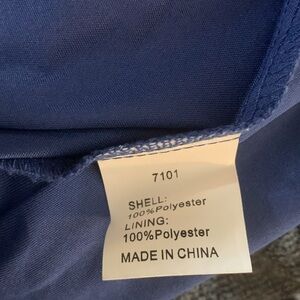 7101
SHELL:
100%Polyester
LINING:
100%Polyester
MADE IN CHINA